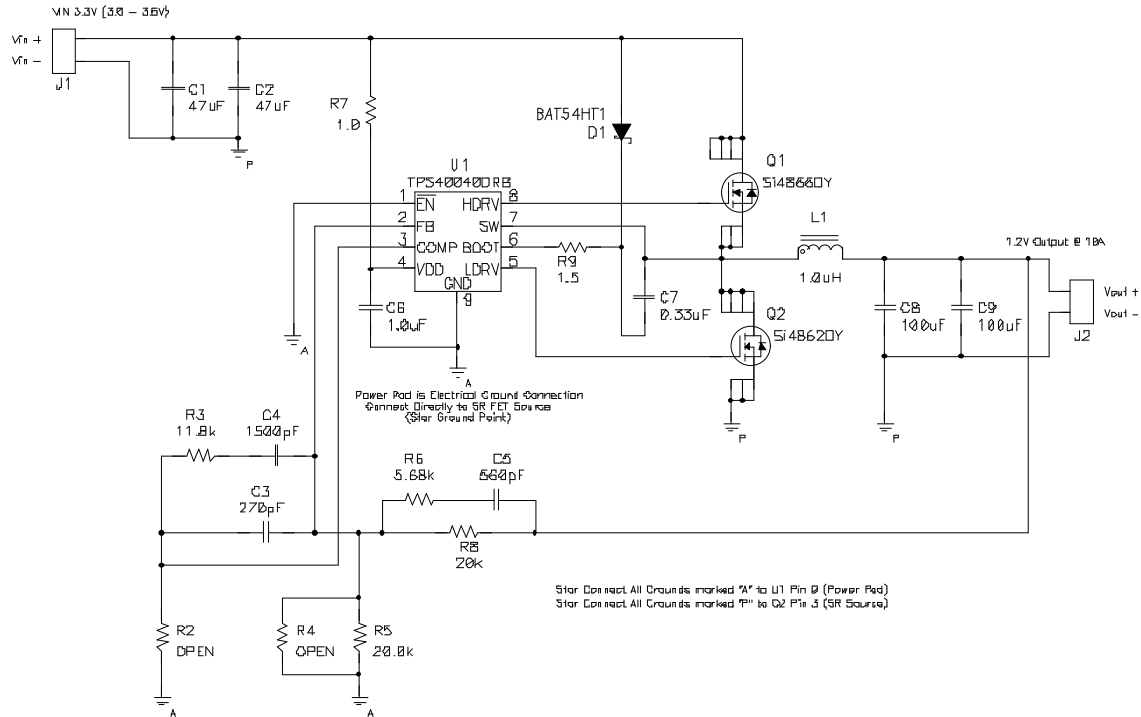 VIN 3.3V (3.0 - 3.6V)
Vin +
Vin -
J1
C1
47uF
C2
47uF
P
R7
1.0
BAT54HT1
D1
U1
TPS40040DRB
1
EN
HDRV
8
2
FB
SW
7
3
COMP
BOOT
6
4
VDD
LDRV
5
GND
9
R9
1.5
C6
1.0uF
A
A
Q1
Si4866DY
L1
1.0uH
1.2V Output @ 10A
C7
0.33uF
Q2
Si4862DY
C8
100uF
C9
100uF
Vout +
Vout -
J2
P
P
Power Pad is Electrical Ground Connection
Connect Directly to SR FET Source
(Star Ground Point)
R3
11.8k
C4
1500pF
R6
5.68k
C5
560pF
C3
270pF
R8
20k
Star Connect All Grounds marked "A" to U1 Pin 9 (Power Pad)
Star Connect All Grounds marked "P" to Q2 Pin 3 (SR Source)
R2
OPEN
R4
OPEN
R5
20.0k
A
A